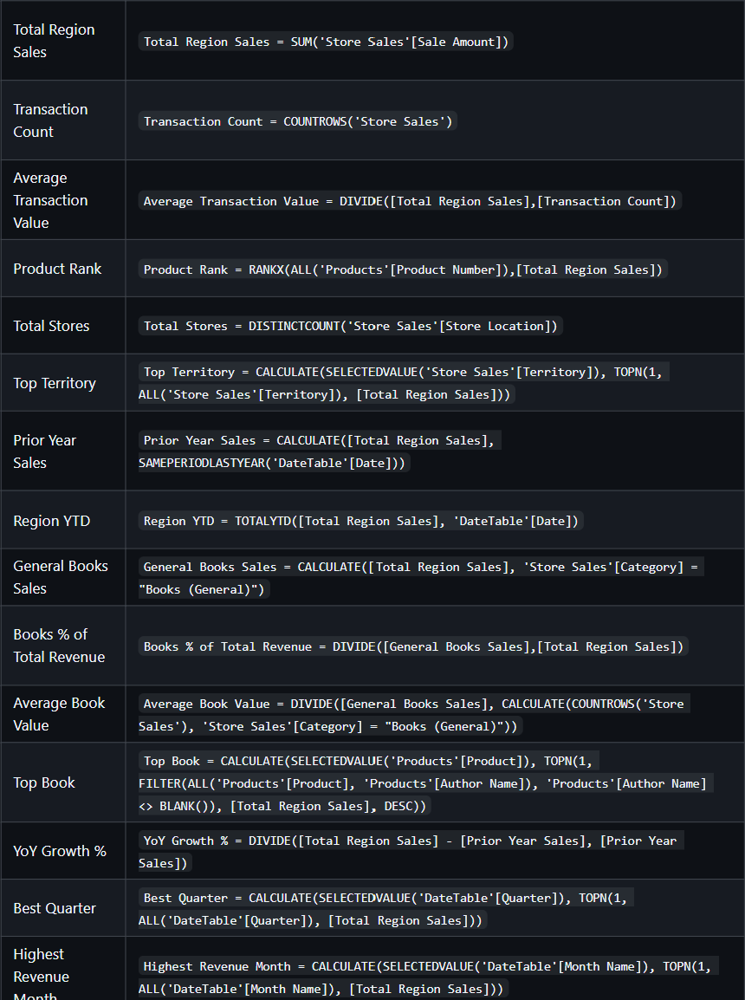 Total Region
Sales
Total Region Sales = SUM('Store Sales'[Sale Amount])
Transaction
Count
Transaction Count = COUNTROWS('Store Sales')
Average
Transaction
Value
Average Transaction Value = DIVIDE([Total Region Sales],[Transaction Count])
Product Rank
Product Rank = RANKX(ALL('Products'[Product Number]),[Total Region Sales])
Total Stores
Total Stores = DISTINCTCOUNT('Store Sales'[Store Location])
Top Territory
Top Territory = CALCULATE(SELECTEDVALUE('Store Sales'[Territory]), TOPN(1,
ALL('Store Sales'[Territory]), [Total Region Sales]))
Prior Year
Sales
Prior Year Sales = CALCULATE([Total Region Sales],
SAMEPERIODLASTYEAR('DateTable'[Date]))
Region YTD
Region YTD = TOTALYTD([Total Region Sales], 'DateTable'[Date])
General Books
Sales
General Books Sales = CALCULATE([Total Region Sales], 'Store Sales'[Category] =
"Books (General)")
Books % of
Total Revenue
Books % of Total Revenue = DIVIDE([General Books Sales],[Total Region Sales])
Average Book
Value
Average Book Value = DIVIDE([General Books Sales], CALCULATE(COUNTROWS('Store
Sales'), 'Store Sales'[Category] = "Books (General)"))
Top Book
Top Book = CALCULATE(SELECTEDVALUE('Products'[Product]), TOPN(1,
FILTER(ALL('Products'[Product], 'Products'[Author Name]), 'Products'[Author Name]
<> BLANK()), [Total Region Sales], DESC))
YoY Growth %
YoY Growth % = DIVIDE([Total Region Sales] - [Prior Year Sales], [Prior Year
Sales])
Best Quarter
Best Quarter = CALCULATE(SELECTEDVALUE('DateTable'[Quarter]), TOPN(1,
ALL('DateTable'[Quarter]), [Total Region Sales]))
Highest
Revenue
Month
Highest Revenue Month = CALCULATE(SELECTEDVALUE('DateTable'[Month Name]), TOPN(1,
ALL('DateTable'[Month Name]), [Total Region Sales]))